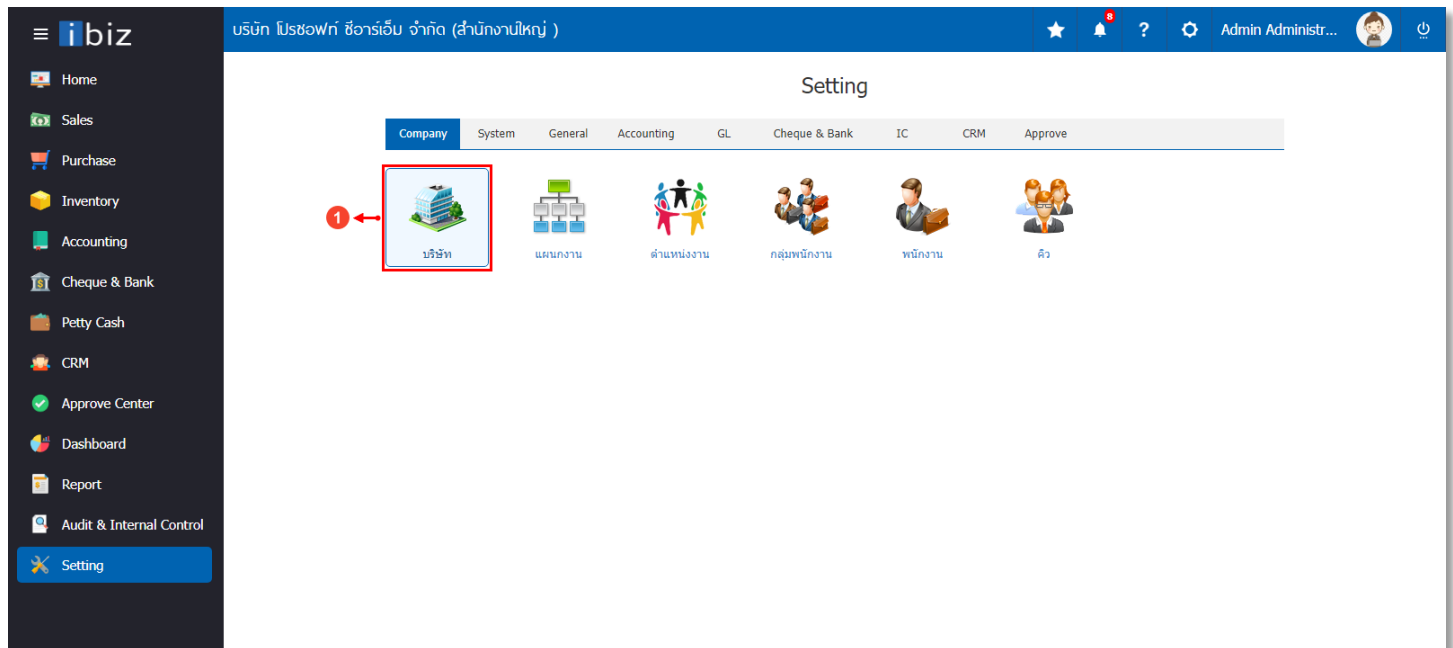 ibiz
บริษัท โปรซอฟท์ ซีอาร์เอ็ม จำกัด (สำนักงานใหญ่ )
8
?
Admin Administr...
Home
Sales
Purchase
Inventory
Accounting
Cheque & Bank
Petty Cash
CRM
Approve Center
Dashboard
Report
Audit & Internal Control
Setting
Setting
Company System General Accounting GL Cheque & Bank IC CRM Approve
1
บริษัท แผนกงาน ตำแหน่งงาน กลุ่มพนักงาน พนักงาน คิว